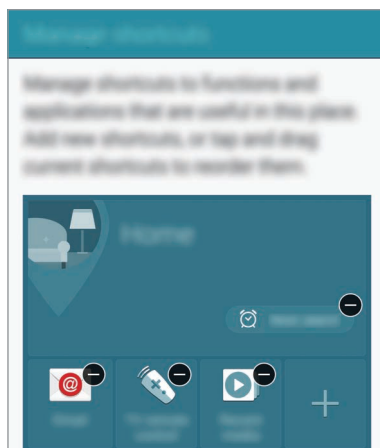 Manage shortcuts
Manage shortcuts to functions and
applications that are useful in this place.
Add new shortcuts, or tap and drag
current shortcuts to reorder them.
Home